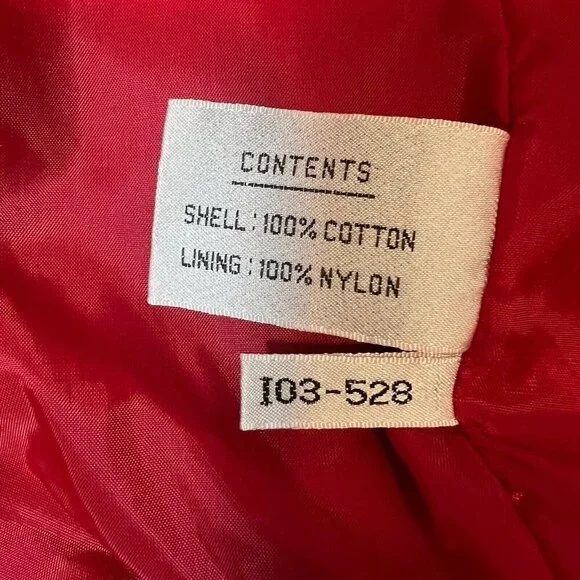 CONTENTS
SHELL : 100% COTTON
LINING : 100% NYLON
I03-528